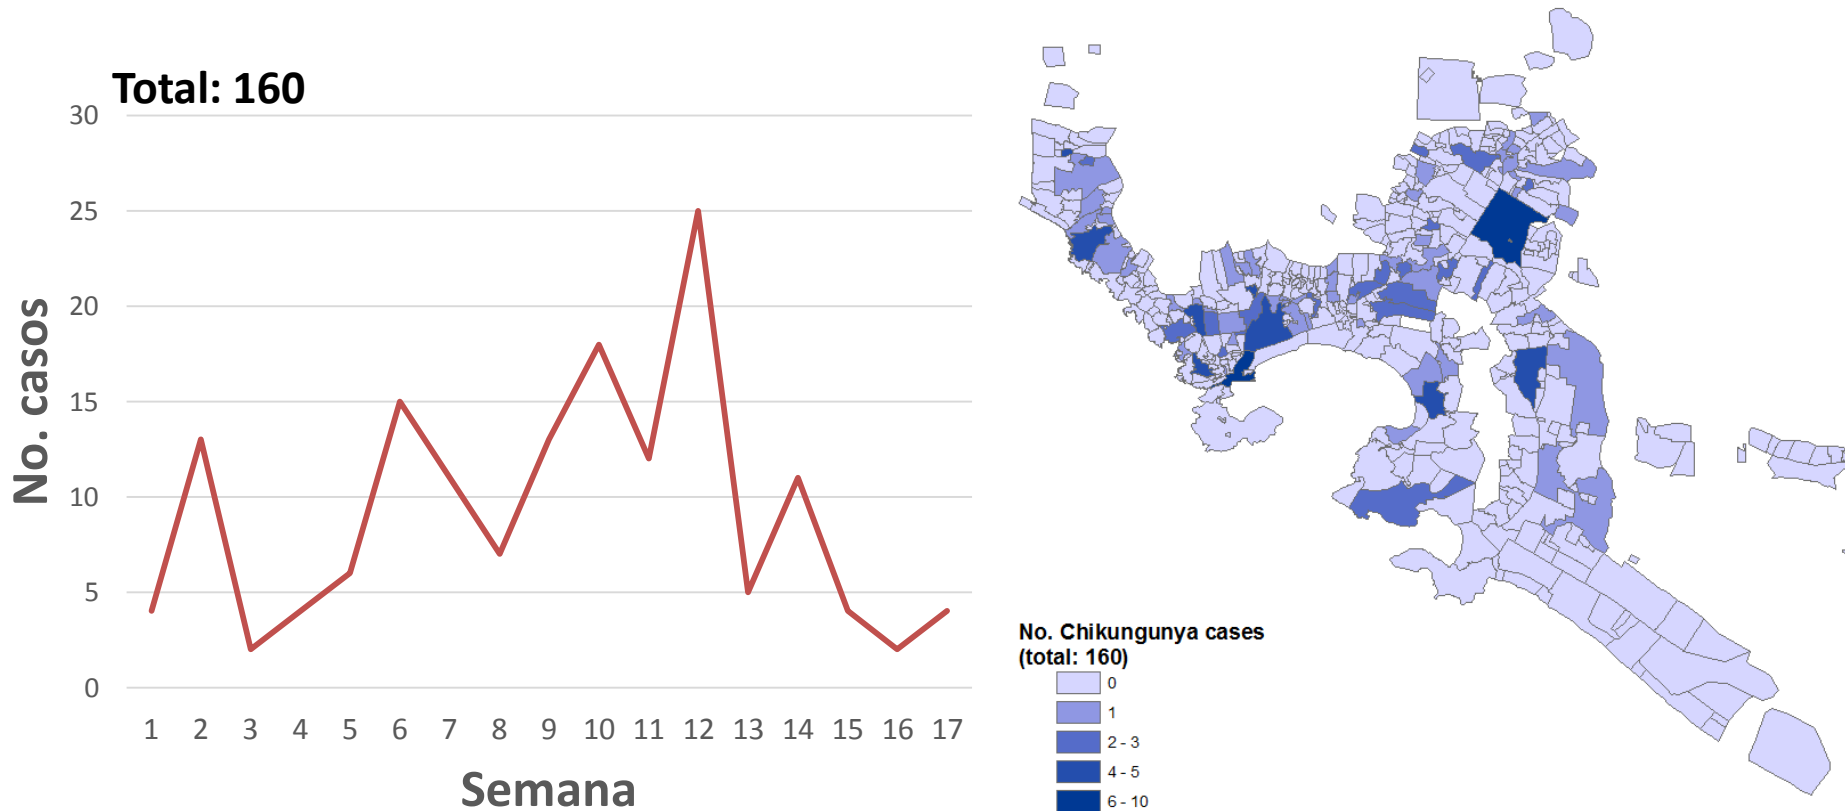 Total: 160
30
25
20
15
10
5
0
No. casos
1 2 3 4 5 6 7 8 9 10 11 12 13 14 15 16 17
Semana
No. Chikungunya cases
(total: 160)
0
1
2 - 3
4 - 5
6 - 10